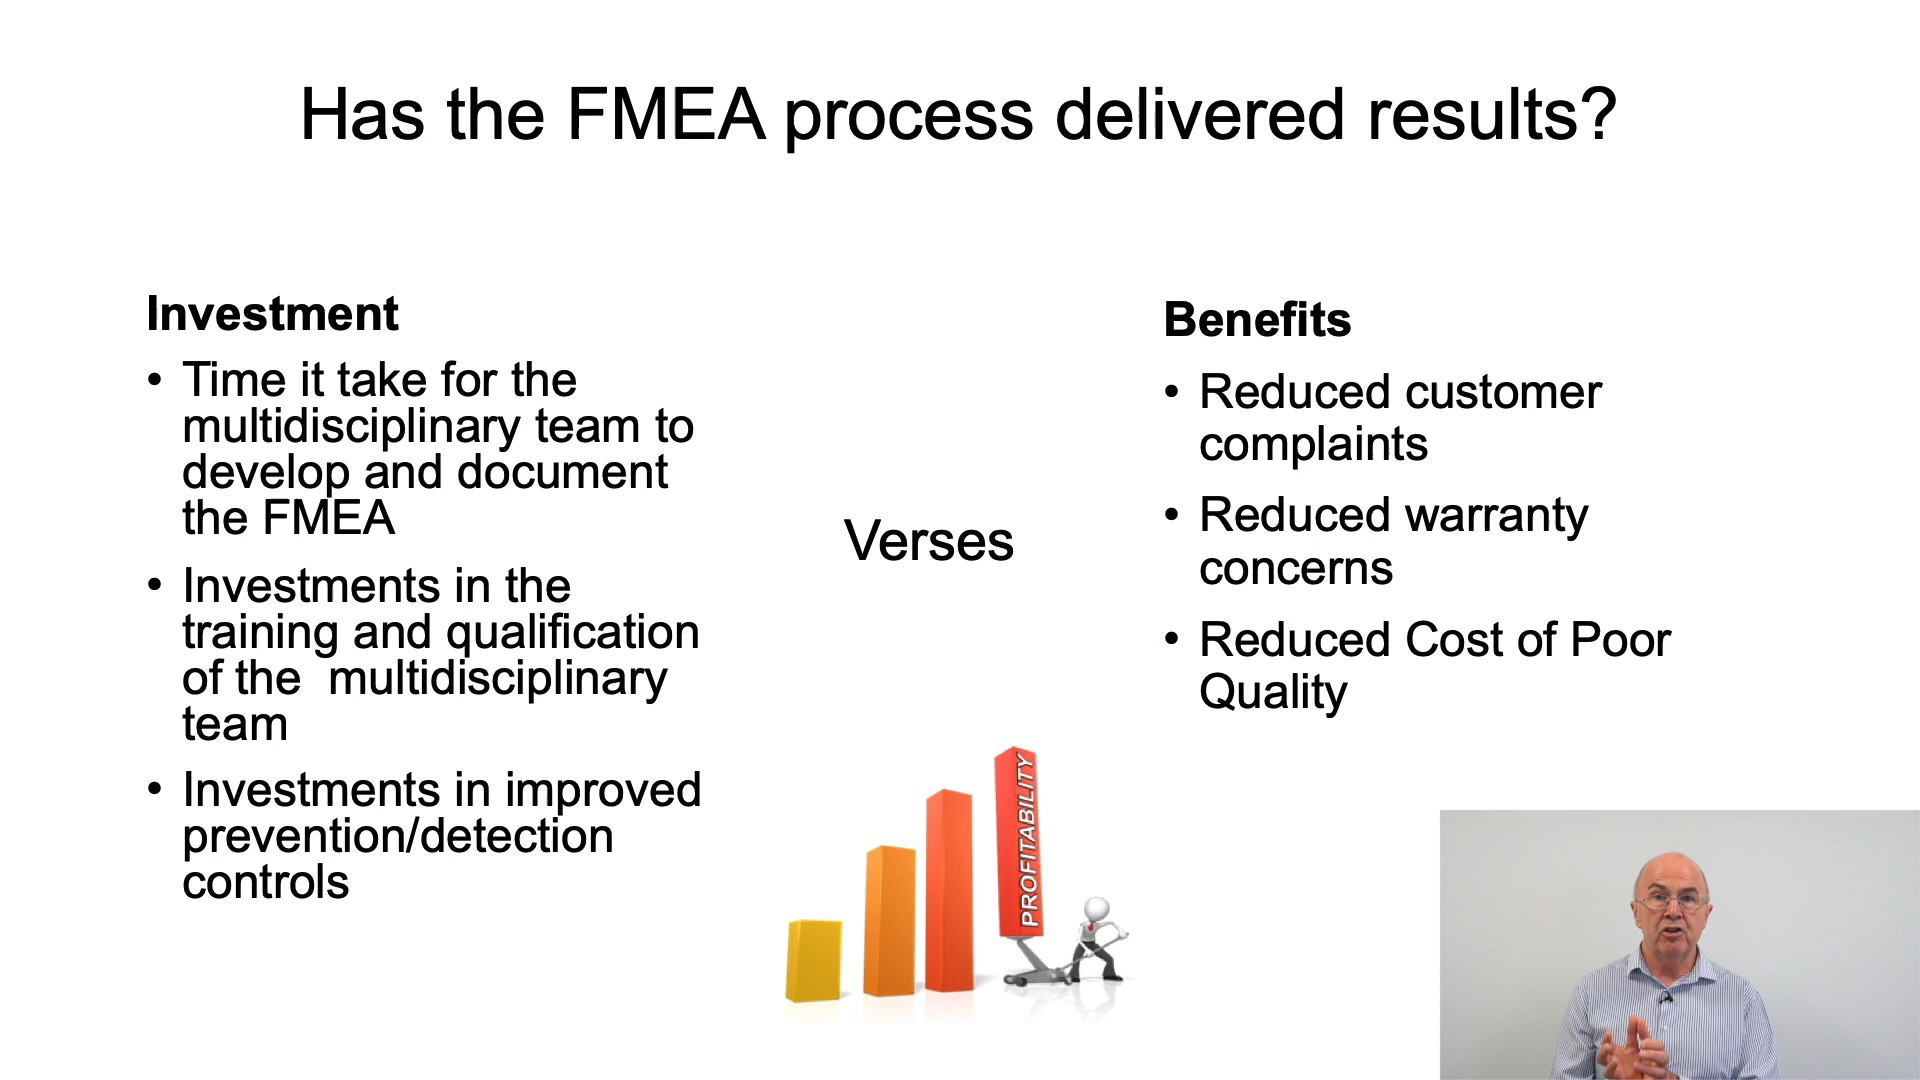 Has the FMEA process delivered results?
Investment
• Time it take for the
multidisciplinary team to
develop and document
the FMEA
• Investments in the
training and qualification
of the  multidisciplinary
team
• Investments in improved
prevention/detection
controls
Verses
PROFITABILITY
Benefits
• Reduced customer
complaints
• Reduced warranty
concerns
• Reduced Cost of Poor
Quality